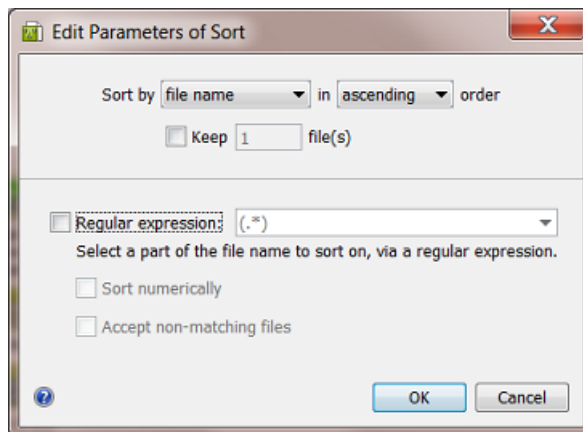 Edit Parameters of Sort
X
Sort by file name in ascending order
Keep 1 file(s)
Regular expression: (.*)
Select a part of the file name to sort on, via a regular expression.
Sort numerically
Accept non-matching files
? OK Cancel